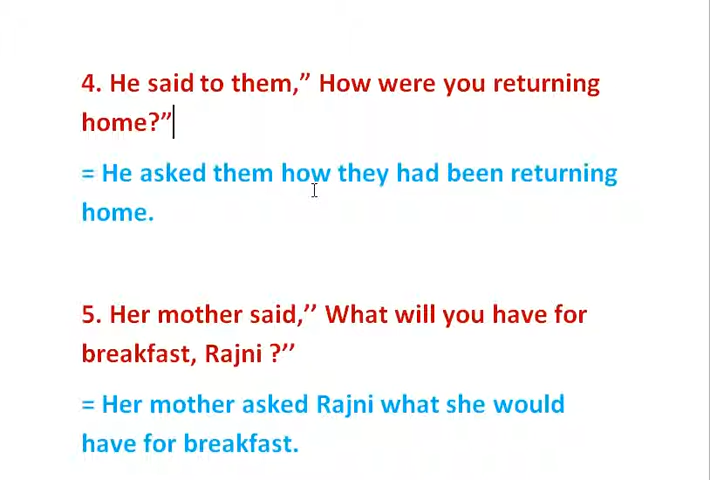 4. He said to them,” How were you returning
home?”
= He asked them how they had been returning
home.
5. Her mother said,’’ What will you have for
breakfast, Rajni ?’’
= Her mother asked Rajni what she would
have for breakfast.